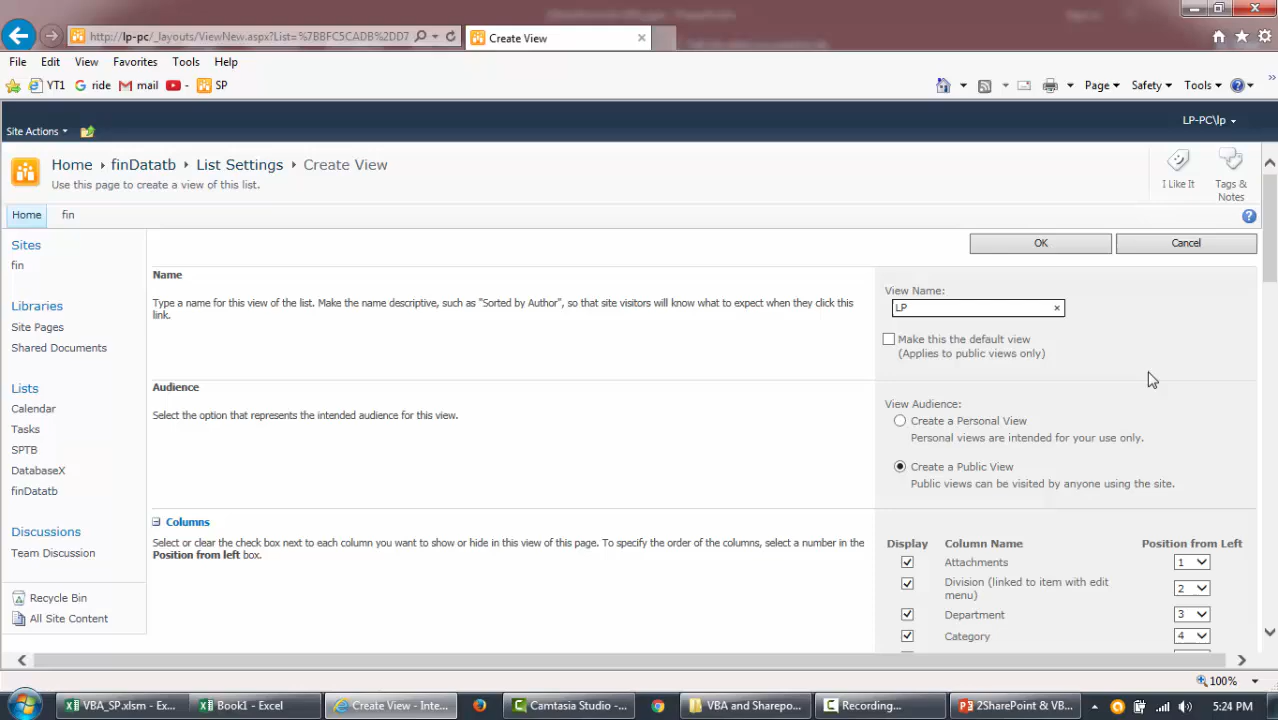 http://lp-pc/_layouts/ViewNew.aspx?List=%7B8FC5CADB%2DD7
Create View
File Edit View Favorites Tools Help
YT1 ride mail SP
Page Safety Tools
Site Actions
LP-PC\lp
Home finDatatb List Settings Create View
Use this page to create a view of this list.
I Like It
Tags & Notes
Home fin
Sites
fin
Libraries
Site Pages
Shared Documents
Lists
Calendar
Tasks
SPTB
DatabaseX
finDatatb
Discussions
Team Discussion
Recycle Bin
All Site Content
OK Cancel
Name
Type a name for this view of the list. Make the name descriptive, such as "Sorted by Author", so that site visitors will know what to expect when they click this
link.
View Name:
LP
Make this the default view
(Applies to public views only)
Audience
Select the option that represents the intended audience for this view.
View Audience:
Create a Personal View
Personal views are intended for your use only.
Create a Public View
Public views can be visited by anyone using the site.
Columns
Select or clear the check box next to each column you want to show or hide in this view of this page. To specify the order of the columns, select a number in the
Position from left box.
Display Column Name Position from Left
Attachments 1
Division (linked to item with edit
menu) 2
Department 3
Category 4
100%
VBA_SP.xlsm - Ex... Book1 - Excel Create View - Inte... Camtasia Studio -... VBA and Sharepo... Recording... 2SharePoint & VB... 5:24 PM